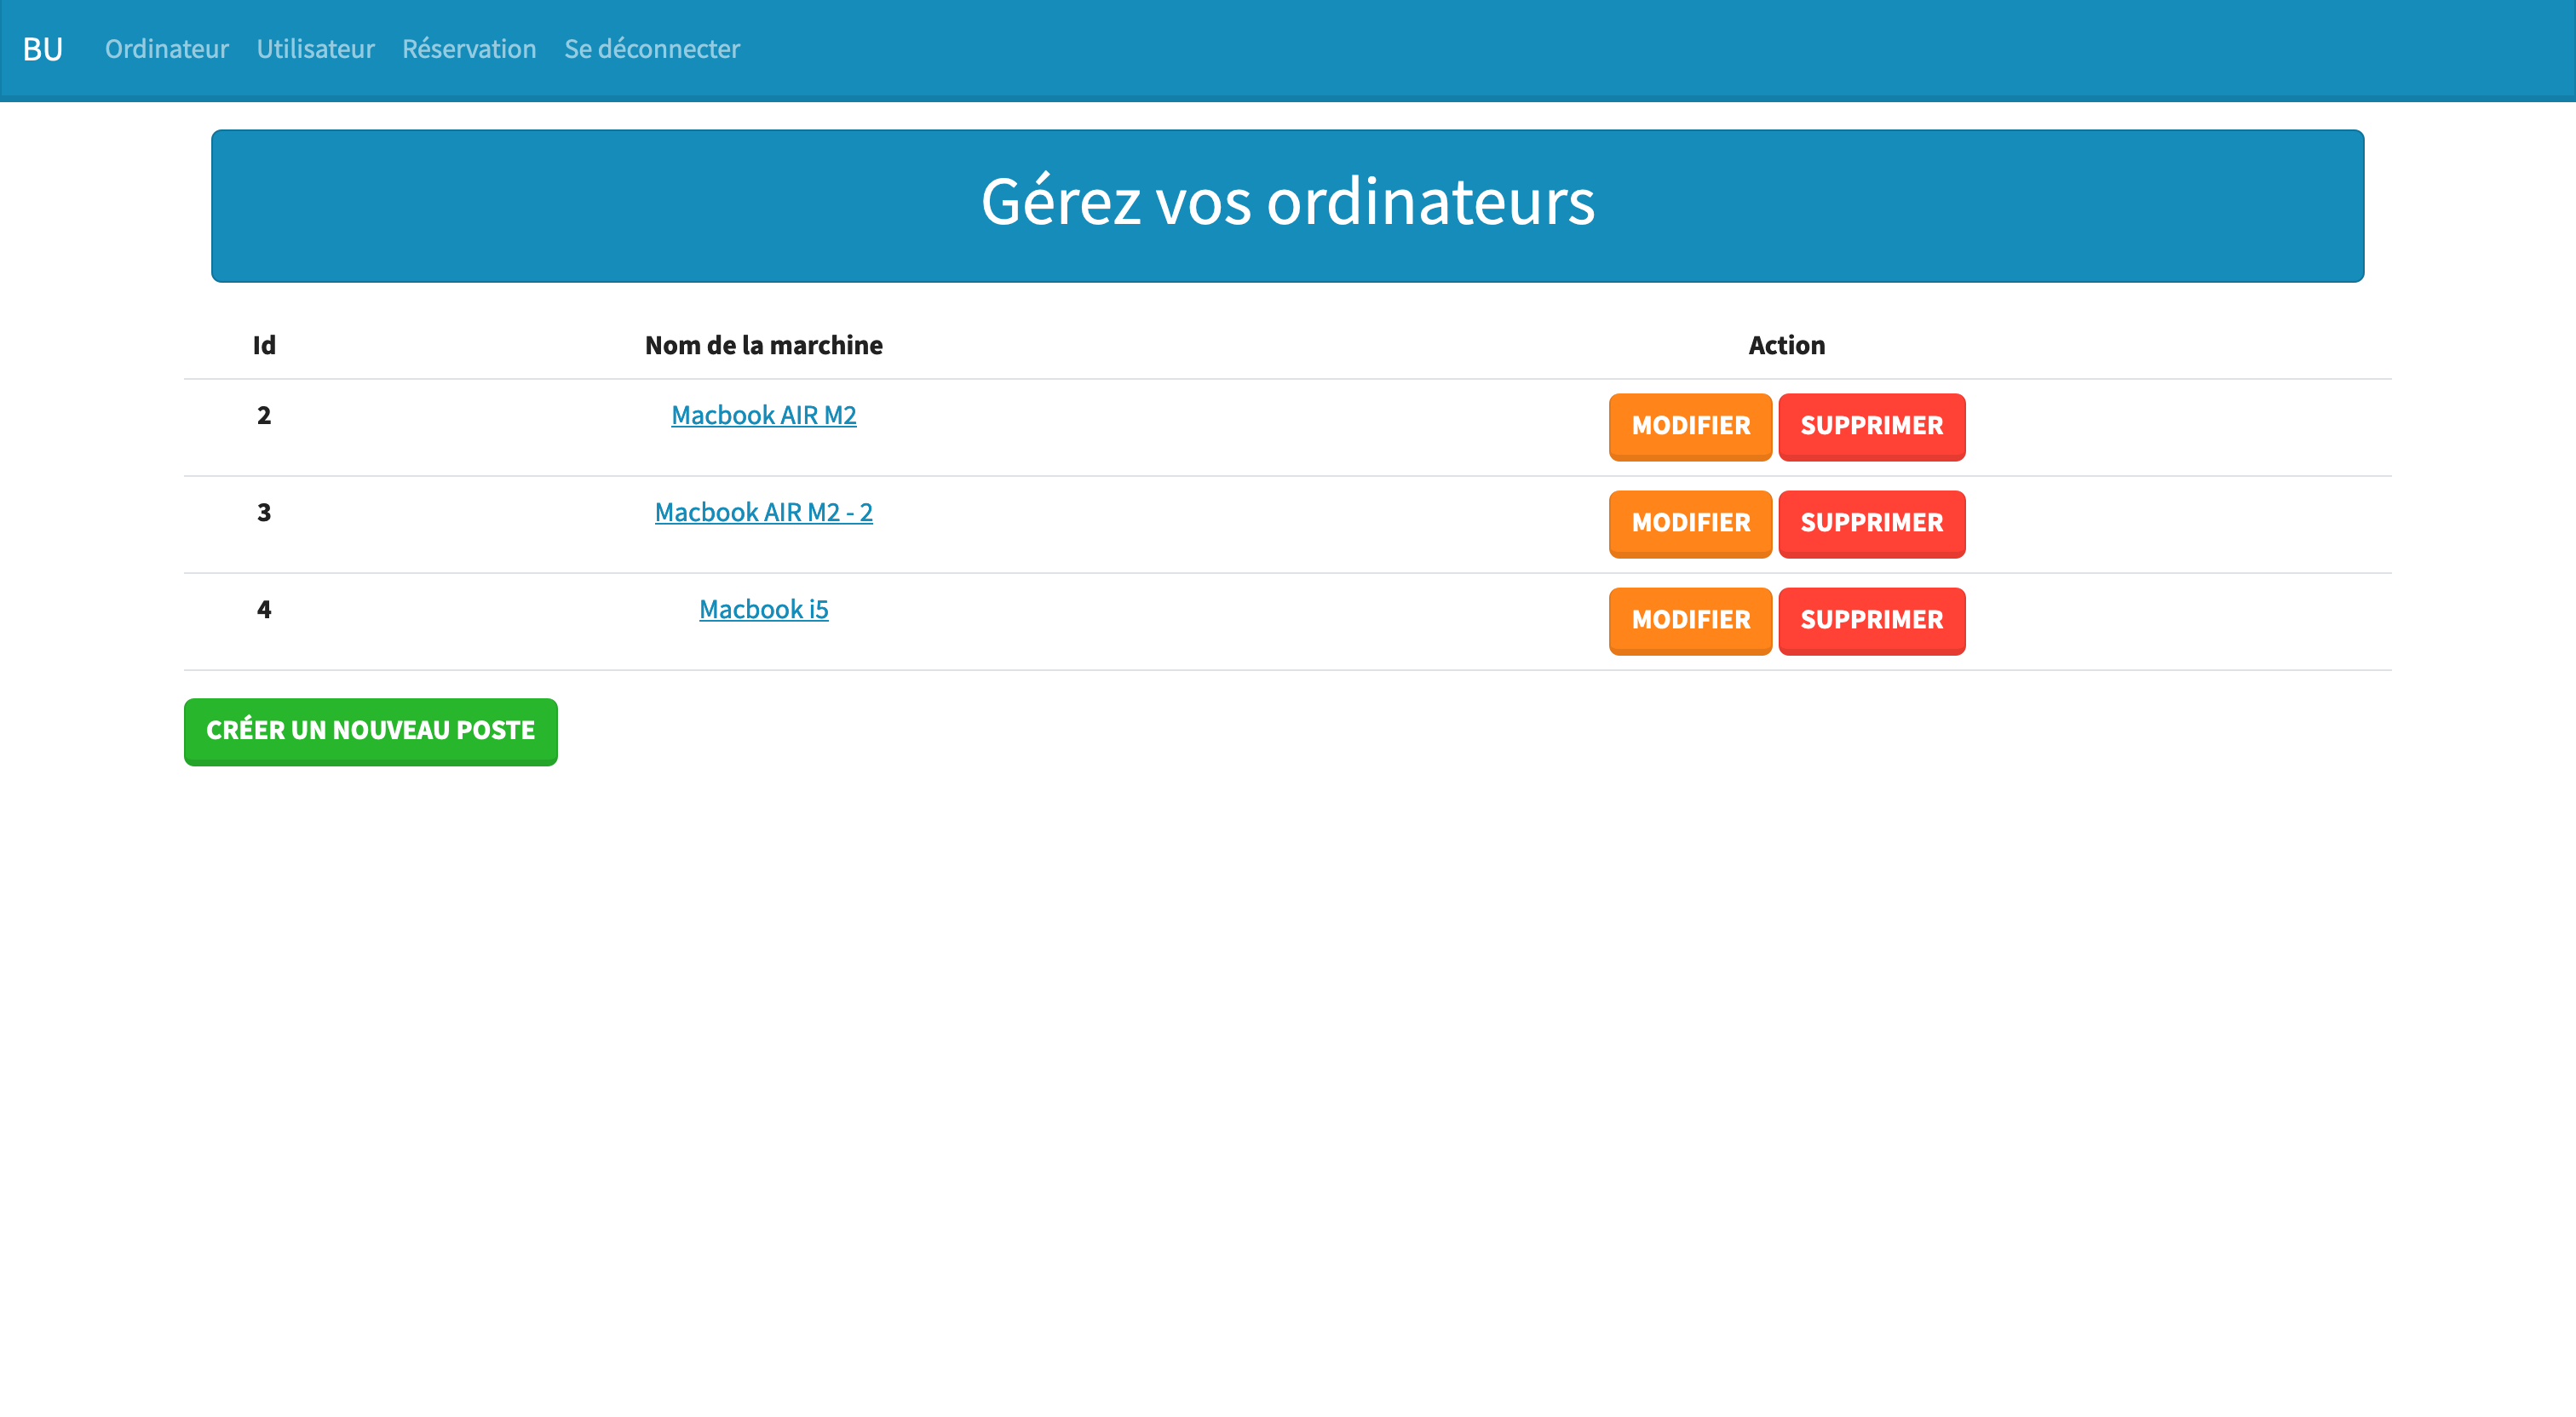 BU Ordinateur Utilisateur Réservation Se déconnecter
Gérez vos ordinateurs
Id Nom de la marchine Action
2 Macbook AIR M2 MODIFIER SUPPRIMER
3 Macbook AIR M2 - 2 MODIFIER SUPPRIMER
4 Macbook i5 MODIFIER SUPPRIMER
CRÉER UN NOUVEAU POSTE